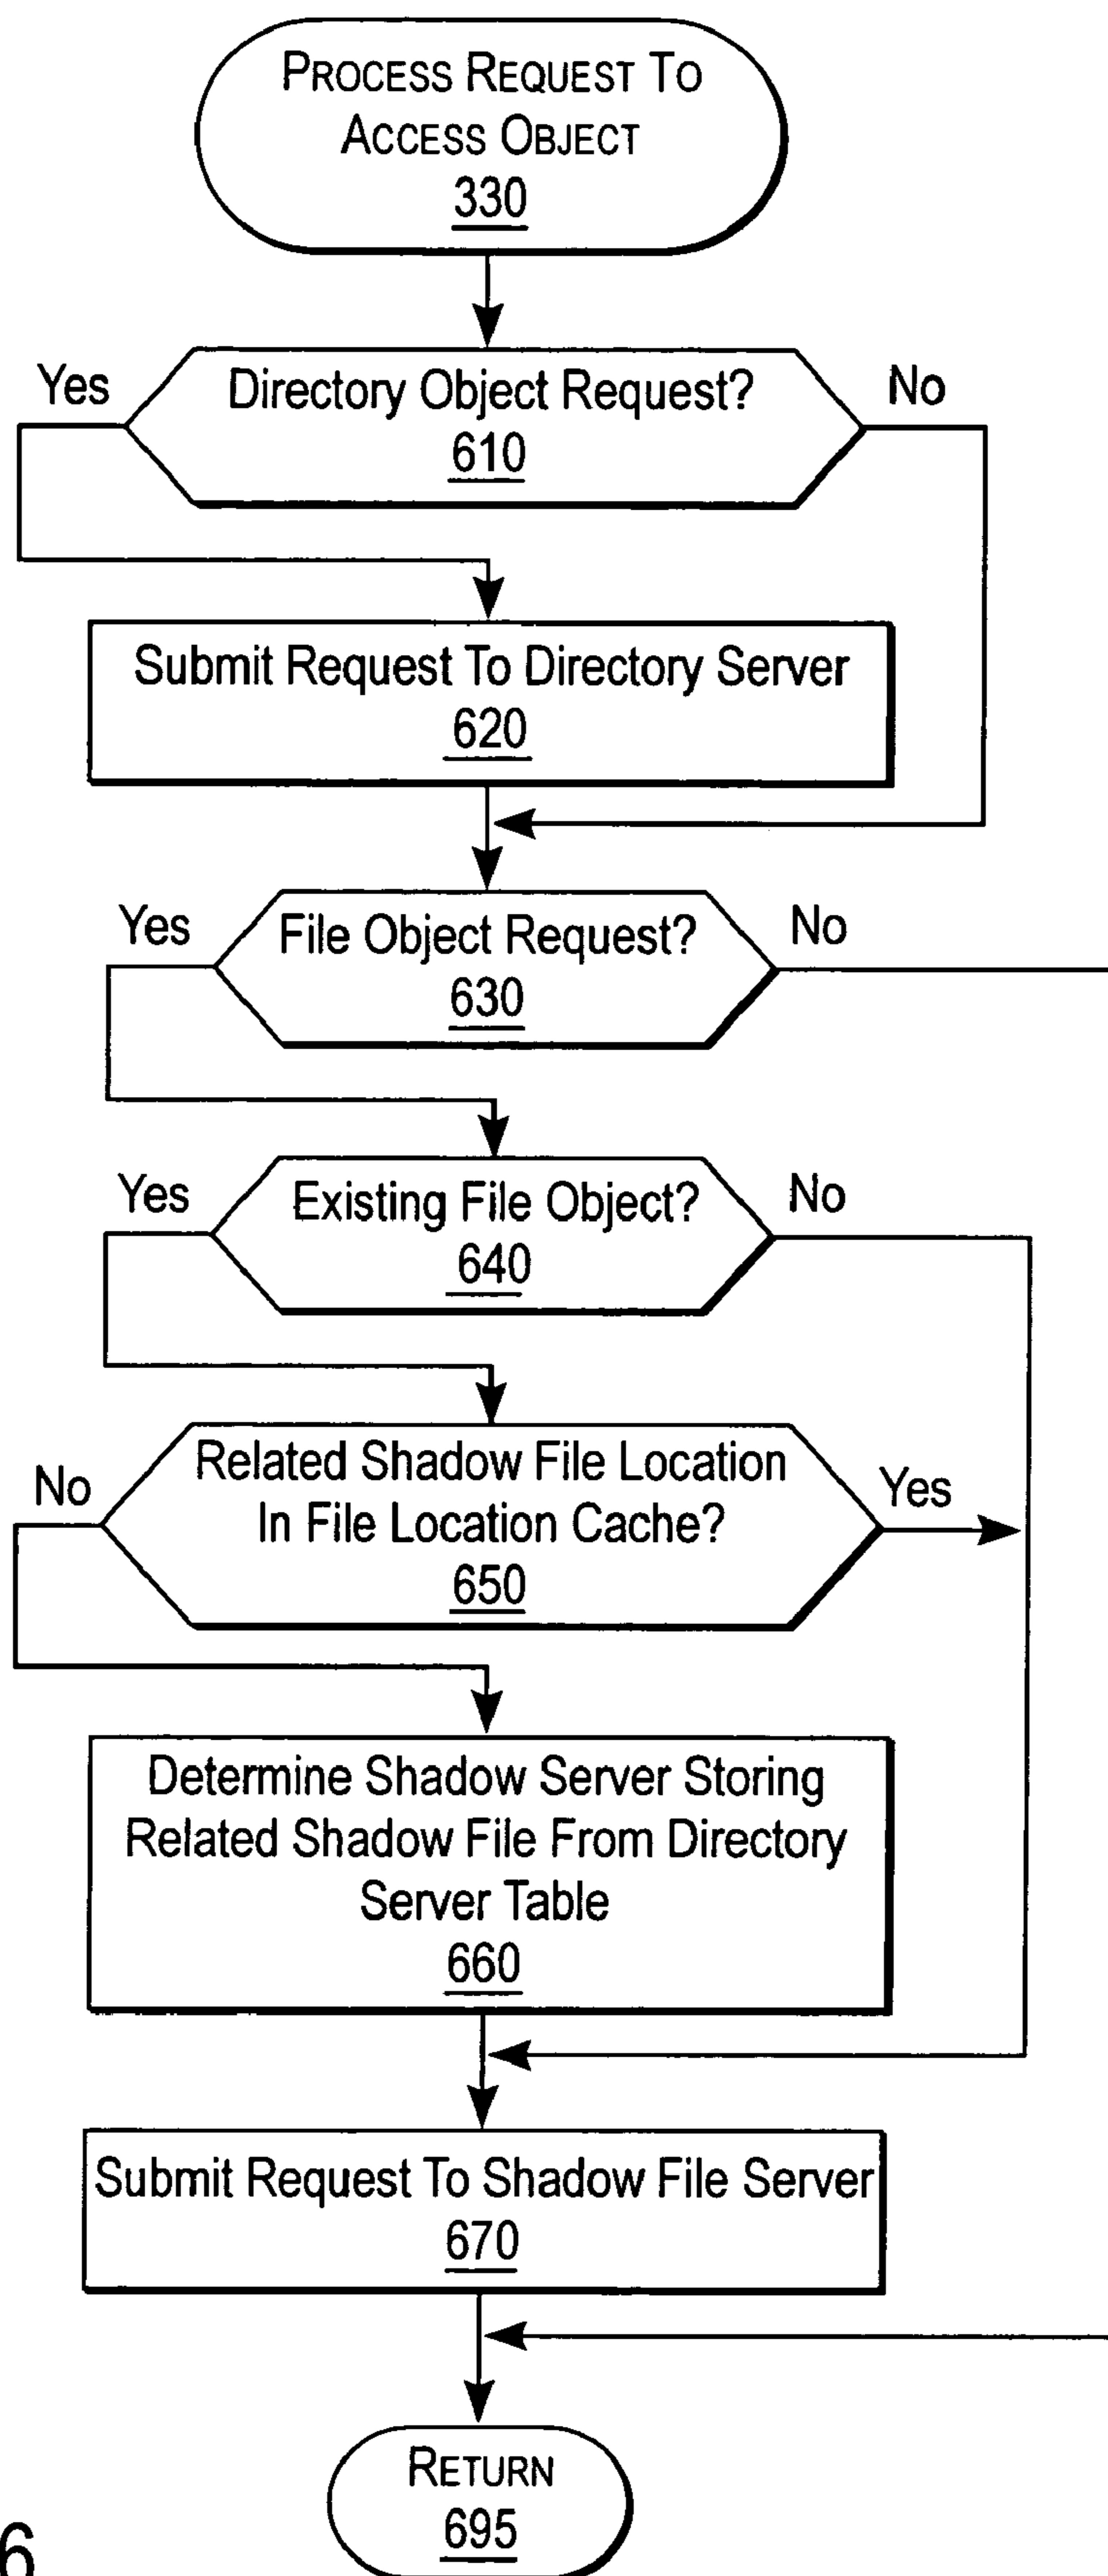 PROCESS REQUEST TO
ACCESS OBJECT
330
Yes
Directory Object Request?
No
610
Submit Request To Directory Server
620
Yes
File Object Request?
No
630
Yes
Existing File Object?
No
640
No
Related Shadow File Location
In File Location Cache?
Yes
650
Determine Shadow Server Storing
Related Shadow File From Directory
Server Table
660
Submit Request To Shadow File Server
670
RETURN
695
6